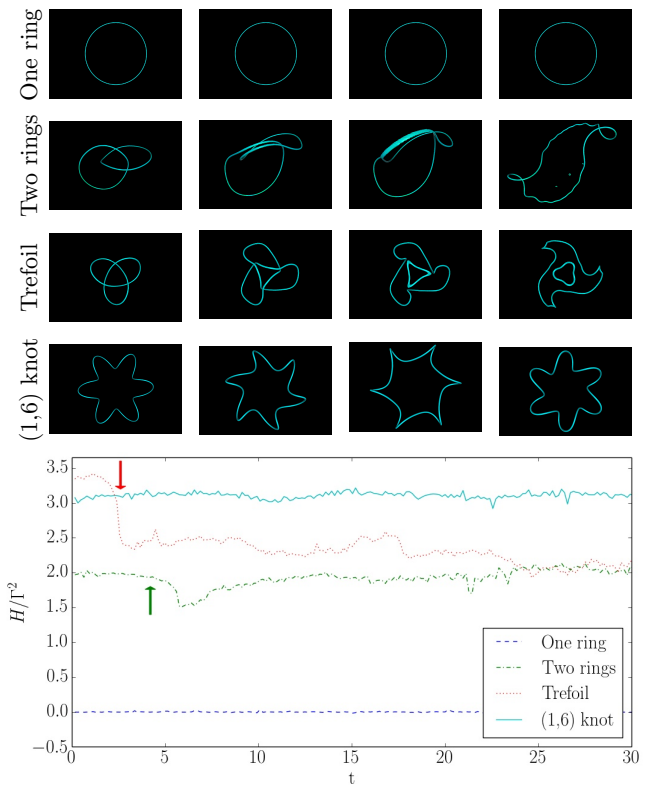 One ring
Two rings
Trefoil
(1,6) knot
3.5
3.0
2.5
2.0
1.5
1.0
0.5
0.0
−0.5
H/Γ²
0 5 10 15 20 25 30
t
One ring
Two rings
Trefoil
(1,6) knot